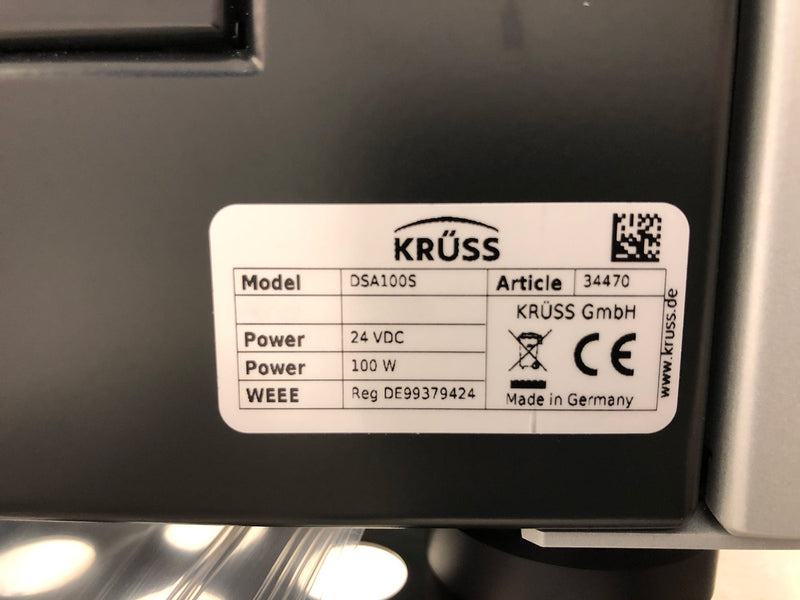 KRÜSS
Model DSA100S Article 34470
KRÜSS GmbH
Power 24 VDC
Power 100 W
WEEE Reg DE99379424
CE
Made in Germany
www.kruss.de